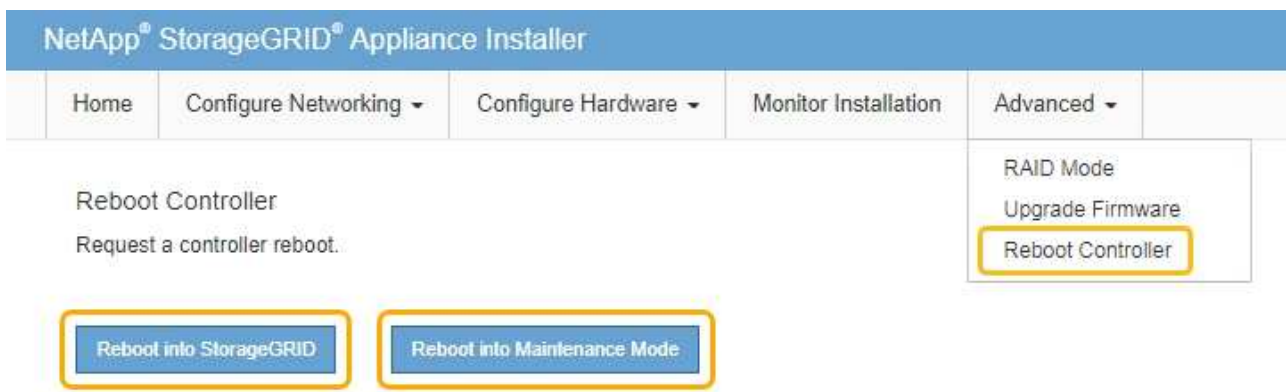 NetApp® StorageGRID® Appliance Installer
Home Configure Networking Configure Hardware Monitor Installation Advanced
RAID Mode
Upgrade Firmware
Reboot Controller
Reboot Controller
Request a controller reboot.
Reboot into StorageGRID Reboot into Maintenance Mode